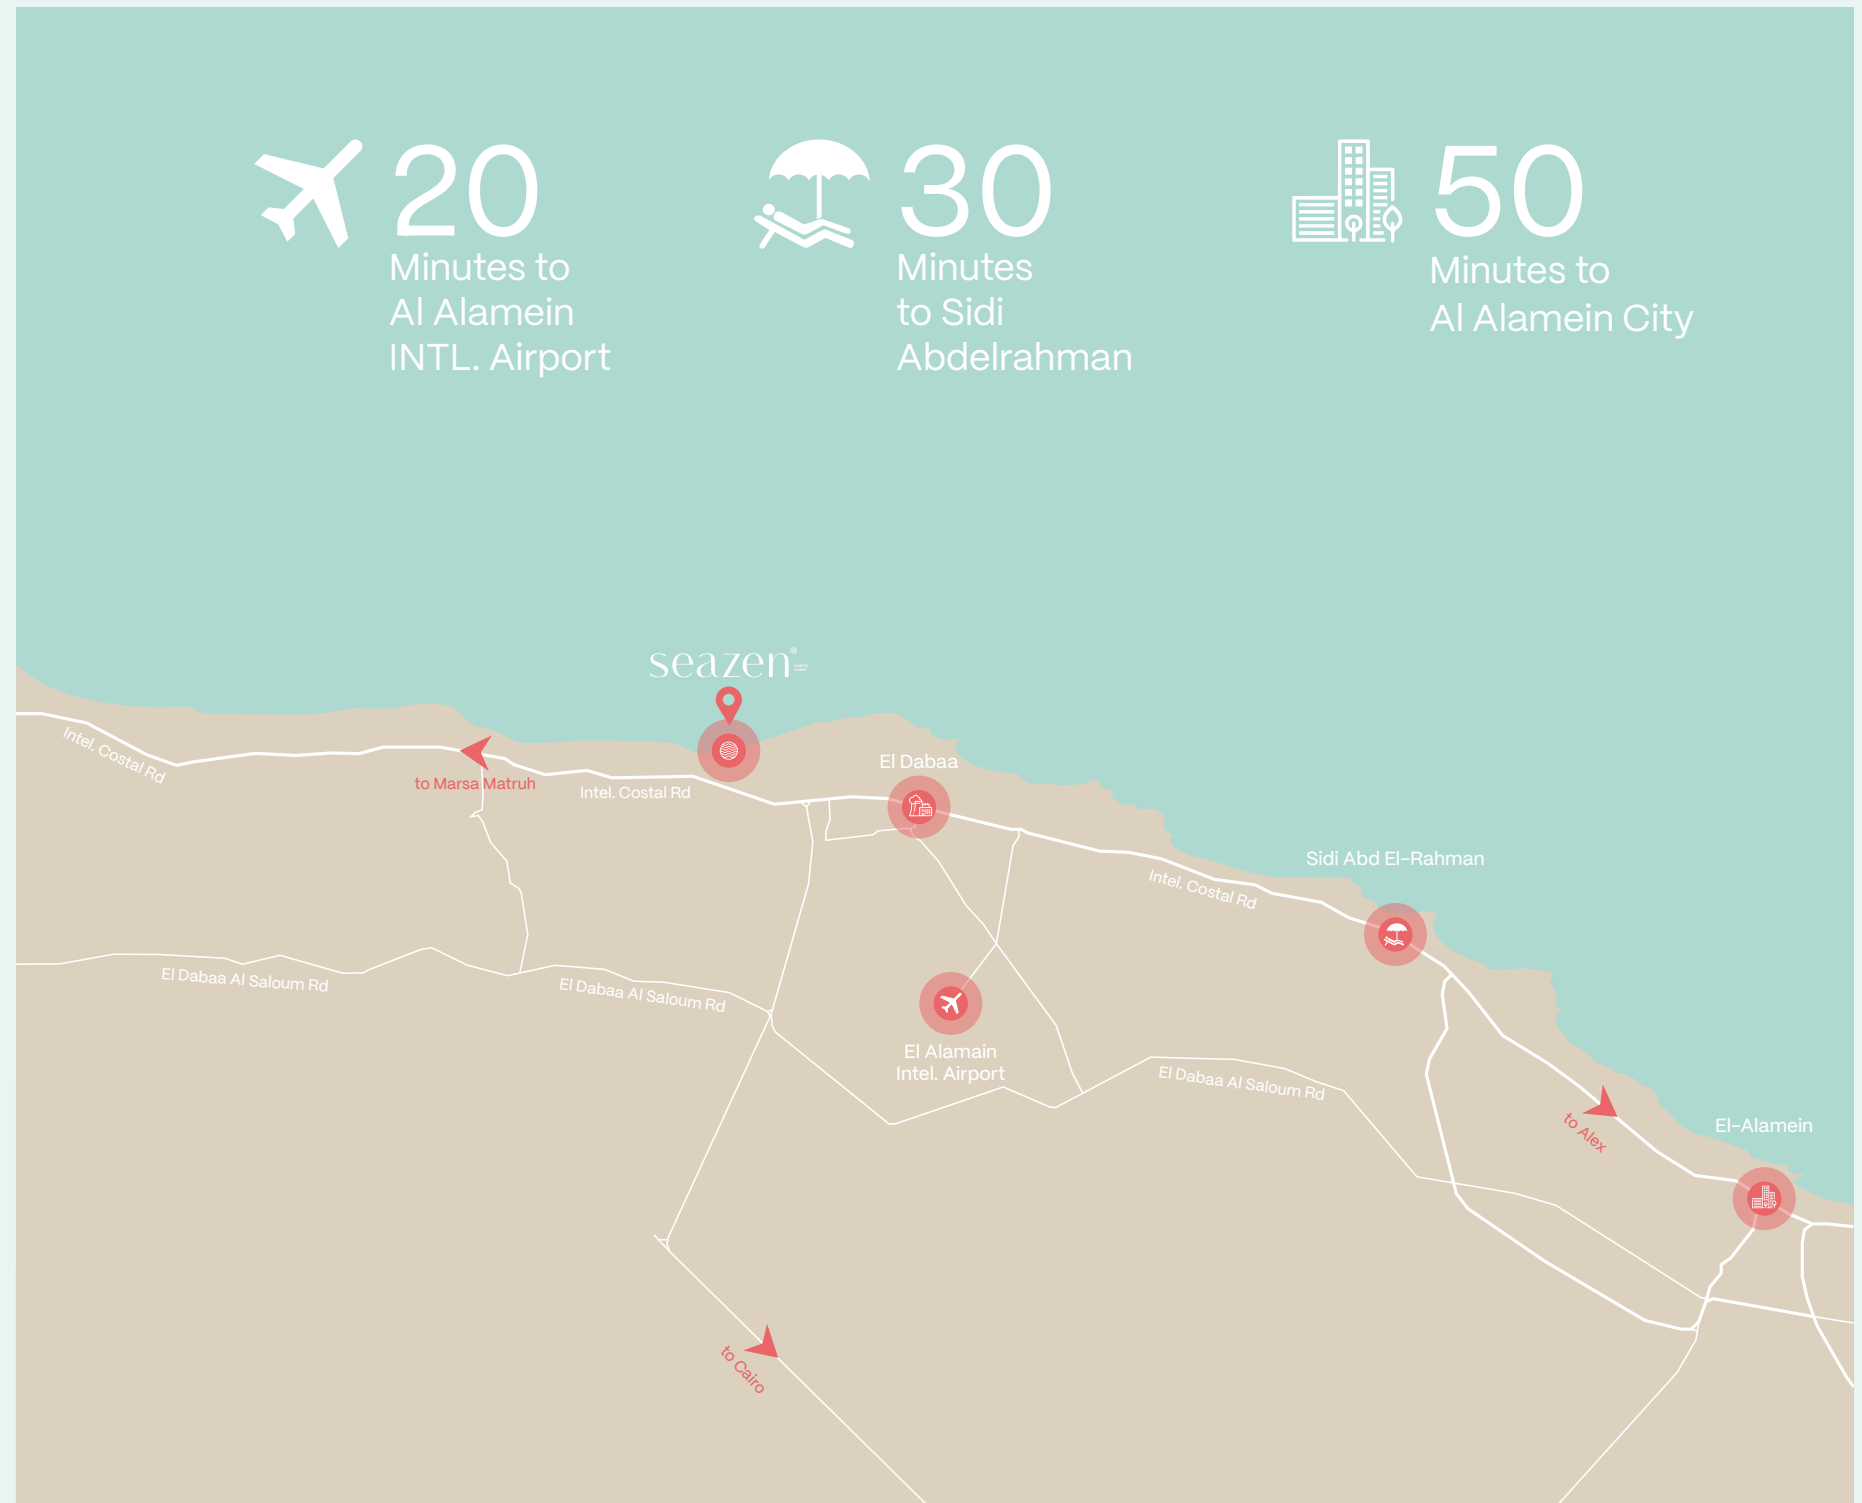 20
Minutes to
Al Alamein
INTL. Airport
30
Minutes
to Sidi
Abdelrahman
50
Minutes to
Al Alamein City
seazen
Intel. Costal Rd
to Marsa Matruh
Intel. Costal Rd
El Dabaa
Sidi Abd El-Rahman
Intel. Costal Rd
El Dabaa Al Saloum Rd
El Dabaa Al Saloum Rd
El Alamain
Intel. Airport
El Dabaa Al Saloum Rd
to Alex
El-Alamein
to Cairo